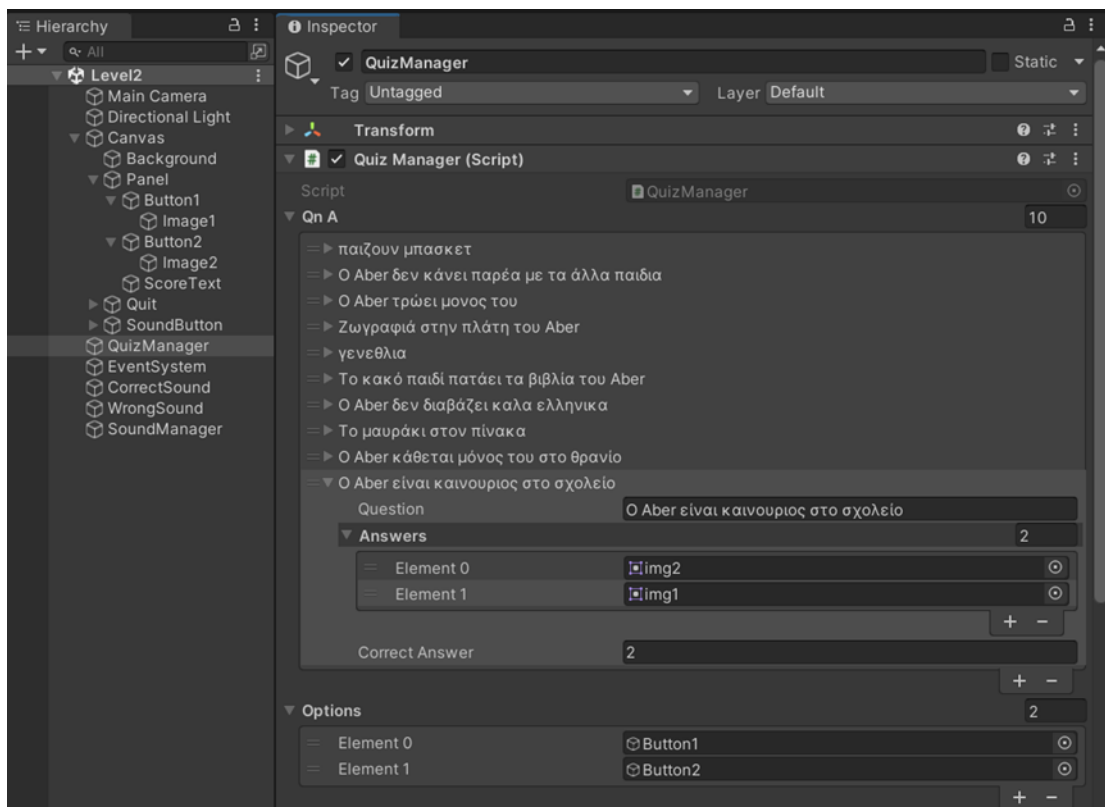 Hierarchy
All
Level2
Main Camera
Directional Light
Canvas
Background
Panel
Button1
Image1
Button2
Image2
ScoreText
Quit
SoundButton
QuizManager
EventSystem
CorrectSound
WrongSound
SoundManager
Inspector
QuizManager Static
Tag Untagged Layer Default
Transform
Quiz Manager (Script)
Script QuizManager
Qn A 10
παιζουν μπασκετ
Ο Aber δεν κάνει παρέα με τα άλλα παιδια
Ο Aber τρώει μονος του
Ζωγραφιά στην πλάτη του Aber
γενεθλια
Το κακό παιδί πατάει τα βιβλία του Aber
Ο Aber δεν διαβάζει καλα ελληνικα
Το μαυράκι στον πίνακα
Ο Aber κάθεται μόνος του στο θρανίο
Ο Aber είναι καινουριος στο σχολείο
Question Ο Aber είναι καινουριος στο σχολείο
Answers 2
Element 0 img2
Element 1 img1
Correct Answer 2
Options 2
Element 0 Button1
Element 1 Button2